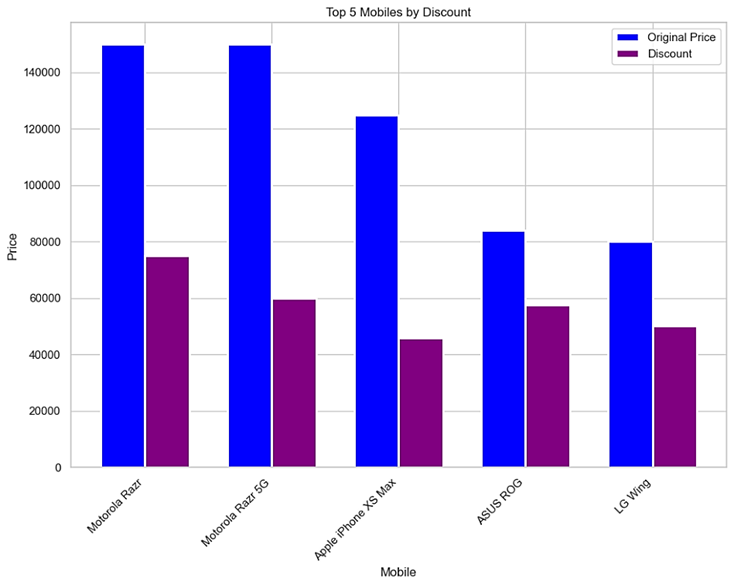 Top 5 Mobiles by Discount
Original Price
Discount
140000
120000
100000
80000
60000
40000
20000
0
Price
Motorola Razr
Motorola Razr 5G
Apple iPhone XS Max
ASUS ROG
LG Wing
Mobile